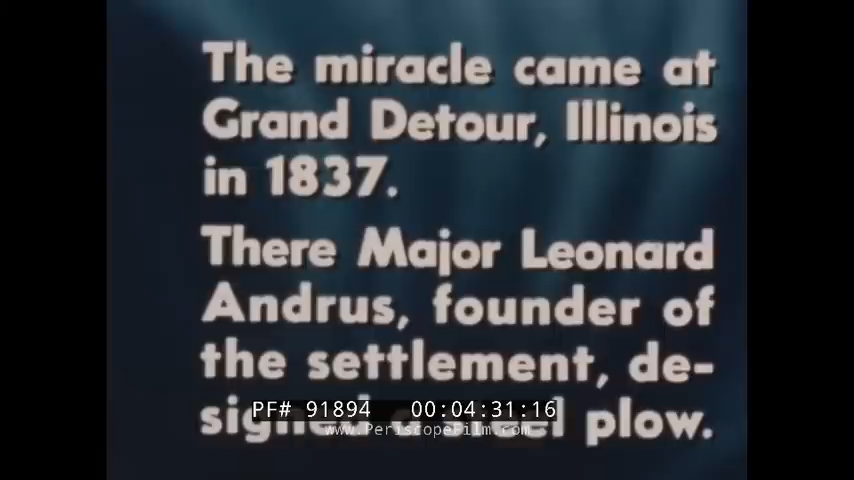 The miracle came at
Grand Detour, Illinois
in 1837.
There Major Leonard
Andrus, founder of
the settlement, de-
signed a steel plow.
PF# 91894 00:04:31:16
www.PeriscopeFilm.com